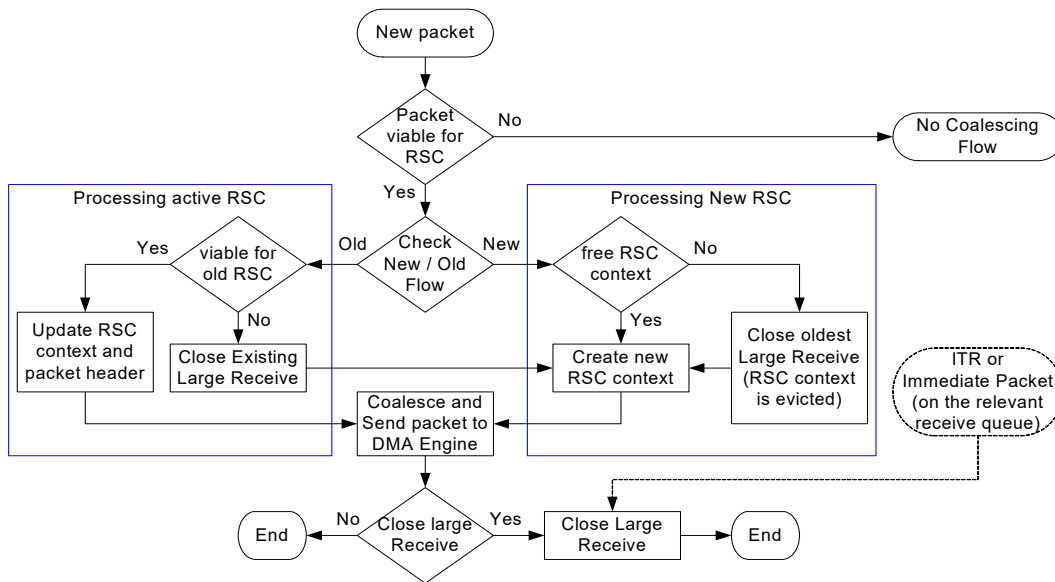 New packet
Packet
viable for
RSC
No
No Coalescing
Flow
Yes
Processing active RSC
Processing New RSC
Yes
viable for
old RSC
Old
Check
New / Old
Flow
New
free RSC
context
No
No
Yes
Update RSC
context and
packet header
Close Existing
Large Receive
Create new
RSC context
Close oldest
Large Receive
(RSC context
is evicted)
ITR or
Immediate Packet
(on the relevant
receive queue)
Coalesce and
Send packet to
DMA Engine
End
No
Close large
Receive
Yes
Close Large
Receive
End